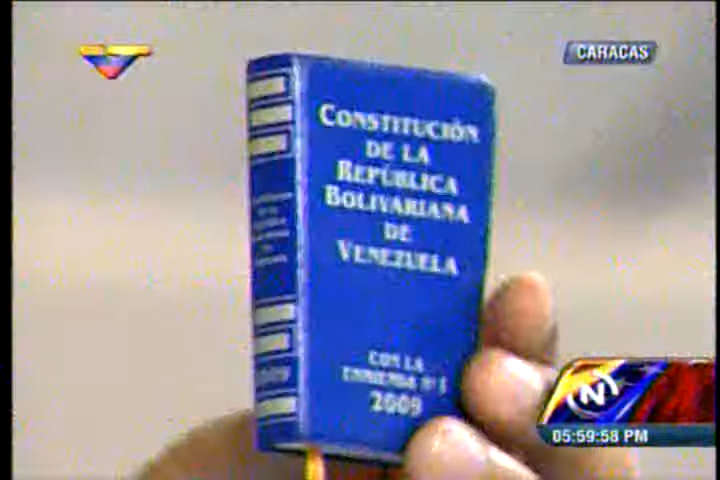 CARACAS
CONSTITUCIÓN
DE LA
REPÚBLICA
BOLIVARIANA
DE
VENEZUELA
CON LA
ENMIENDA Nº 1
2009
N
05:59:58 PM